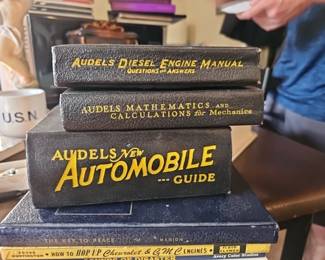 AUDELS DIESEL ENGINE MANUAL
QUESTIONS AND ANSWERS
AUDELS MATHEMATICS AND
CALCULATIONS for Mechanics
AUDELS New
AUTOMOBILE
GUIDE
U.S.N.
THE KEY TO PEACE MANION
HOW TO HOP UP Chevrolet & GMC ENGINES